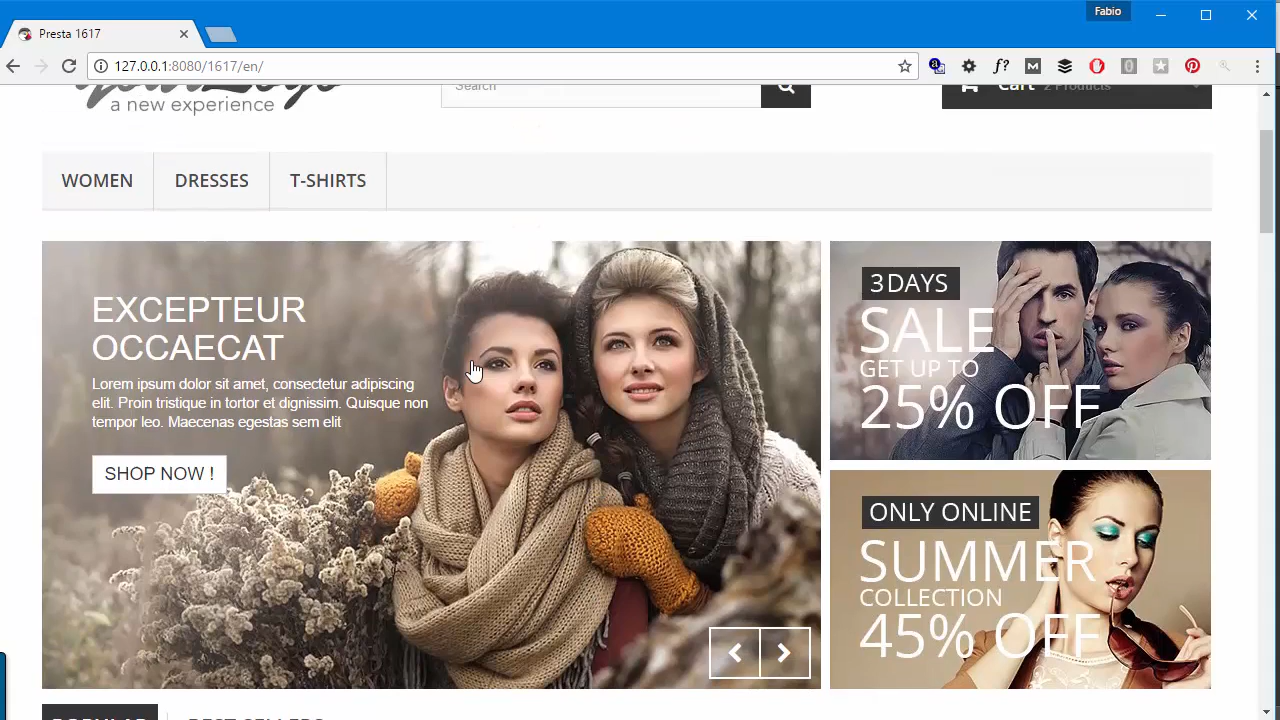 Fabio
Presta 1617
127.0.0.1:8080/1617/en/
a new experience
Search
Cart 2 Products
WOMEN
DRESSES
T-SHIRTS
EXCEPTEUR
OCCAECAT
Lorem ipsum dolor sit amet, consectetur adipiscing
elit. Proin tristique in tortor et dignissim. Quisque non
tempor leo. Maecenas egestas sem elit
SHOP NOW !
3 DAYS
SALE
GET UP TO
25% OFF
ONLY ONLINE
SUMMER
COLLECTION
45% OFF
POPULAR
BEST SELLERS